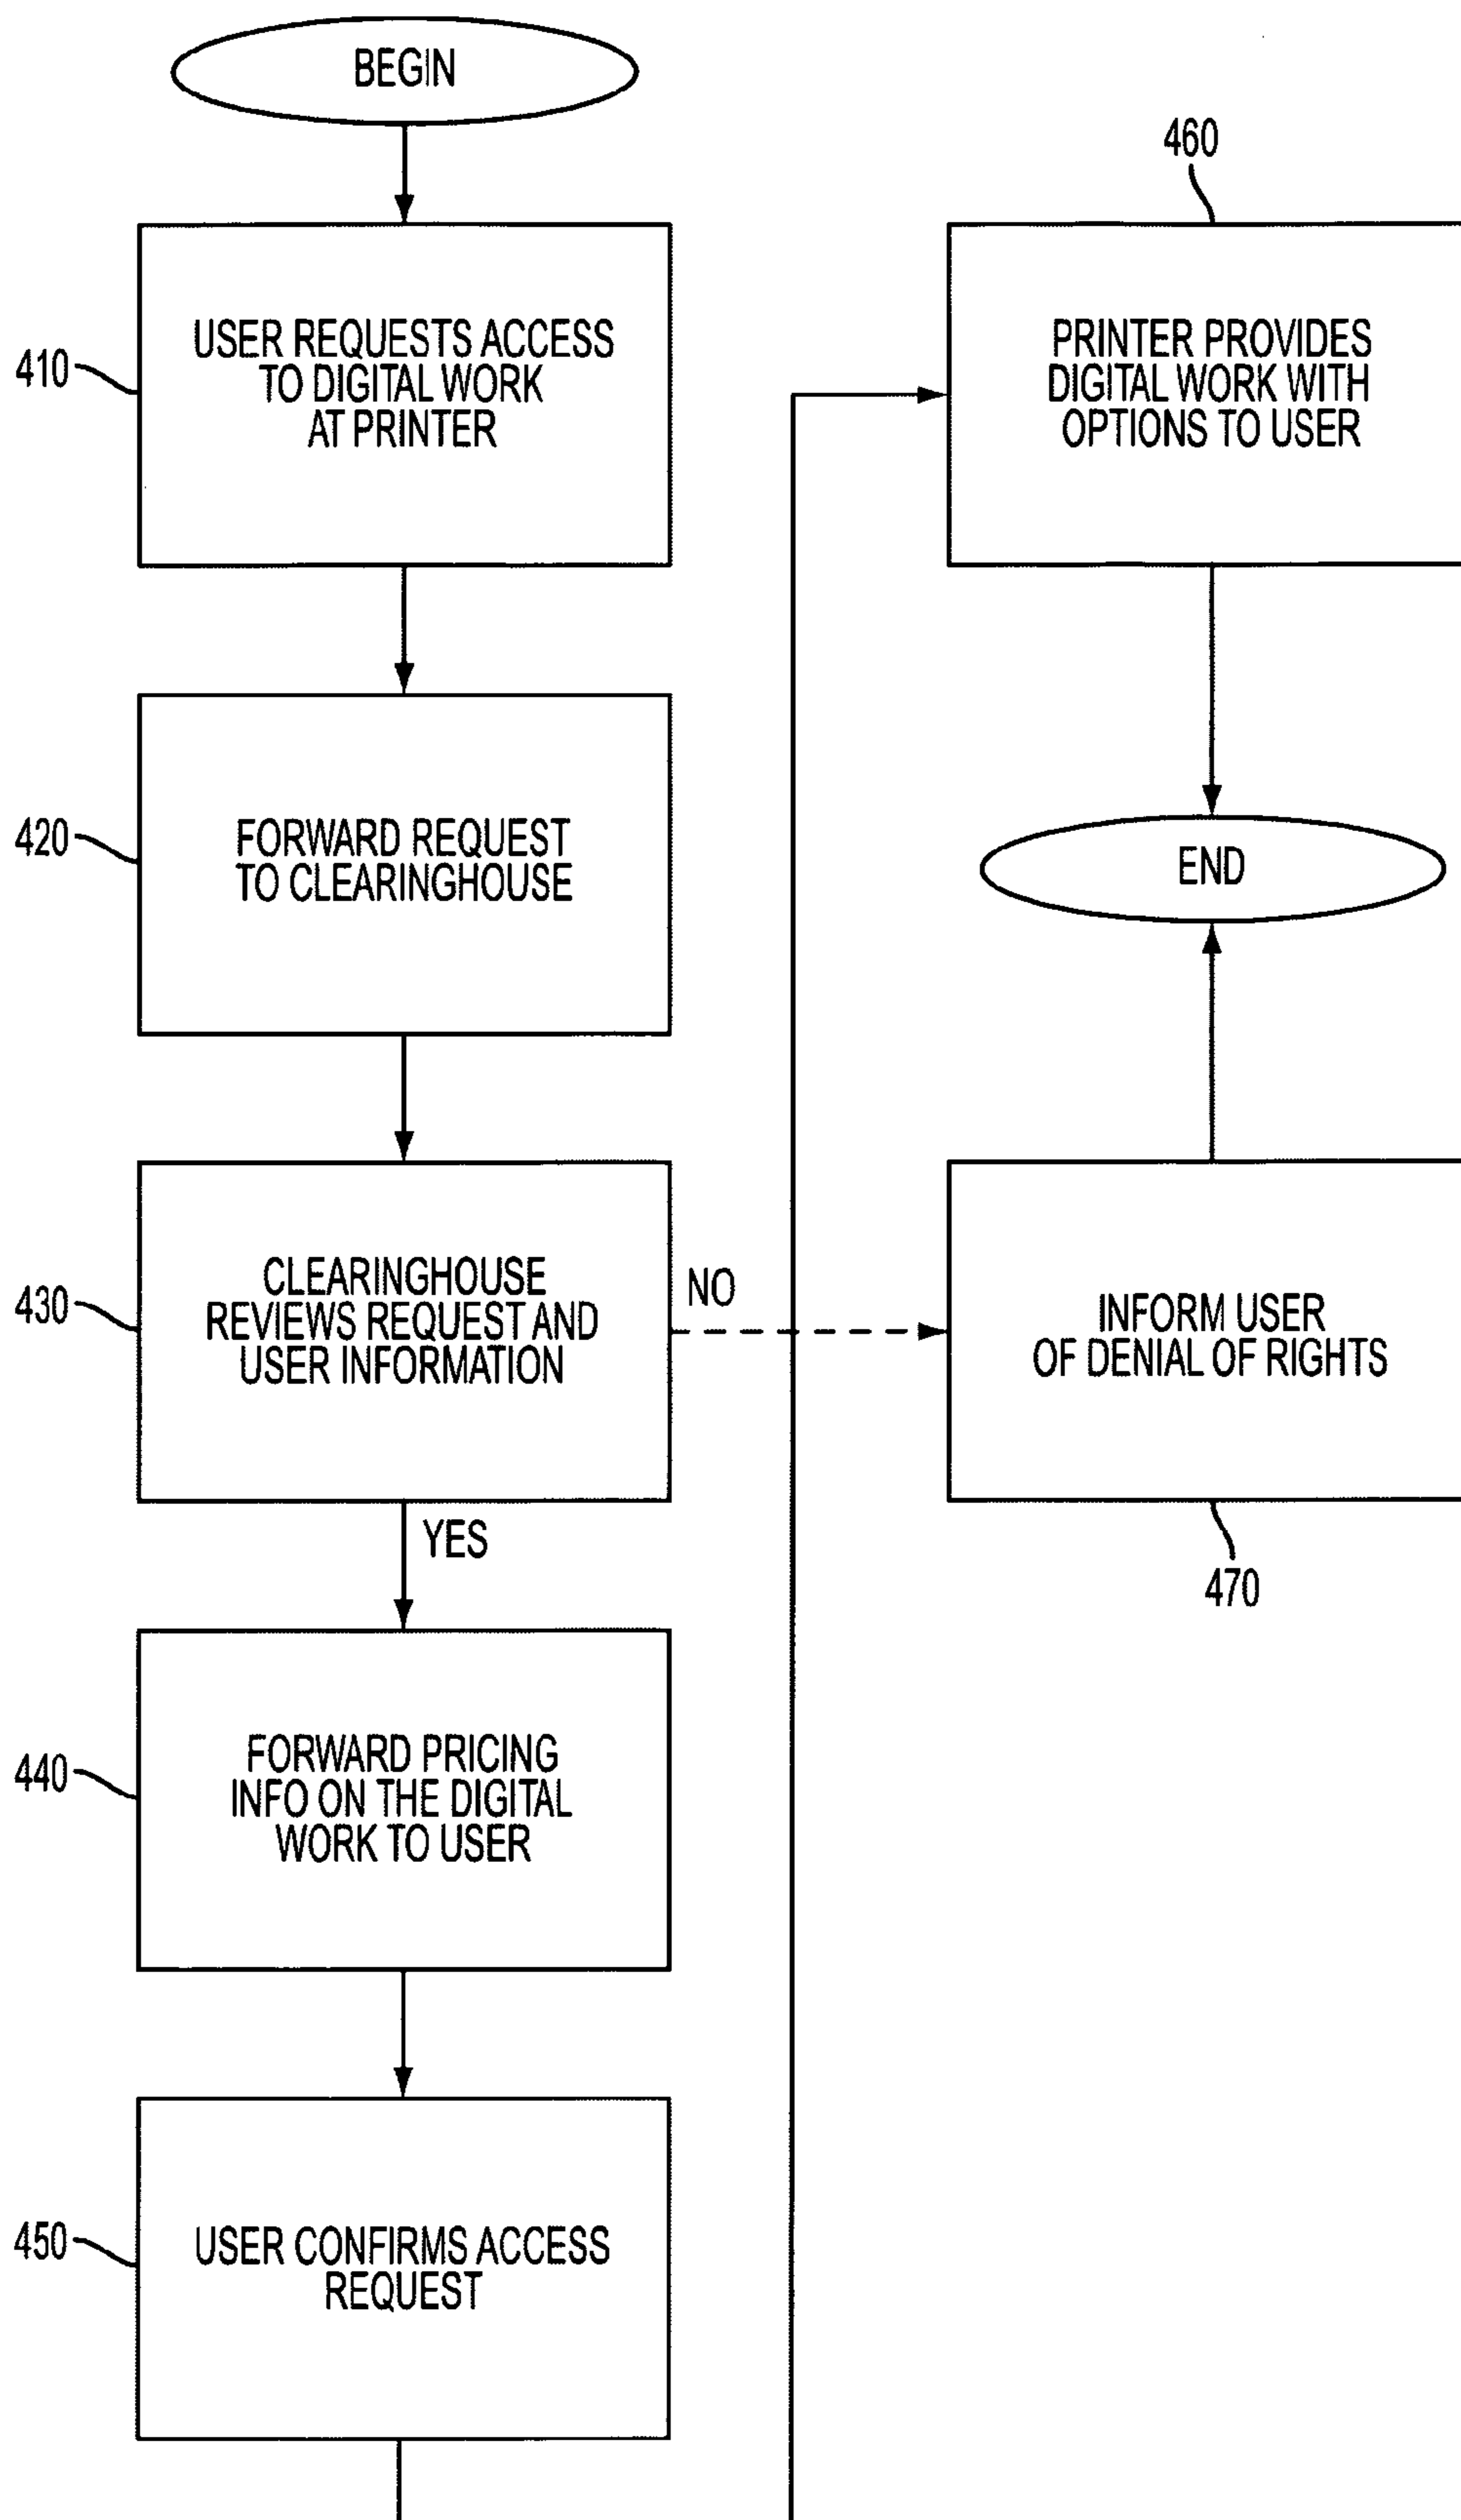 BEGIN
410
USER REQUESTS ACCESS
TO DIGITAL WORK
AT PRINTER
420
FORWARD REQUEST
TO CLEARINGHOUSE
430
CLEARINGHOUSE
REVIEWS REQUEST AND
USER INFORMATION
NO
YES
440
FORWARD PRICING
INFO ON THE DIGITAL
WORK TO USER
450
USER CONFIRMS ACCESS
REQUEST
460
PRINTER PROVIDES
DIGITAL WORK WITH
OPTIONS TO USER
END
INFORM USER
OF DENIAL OF RIGHTS
470